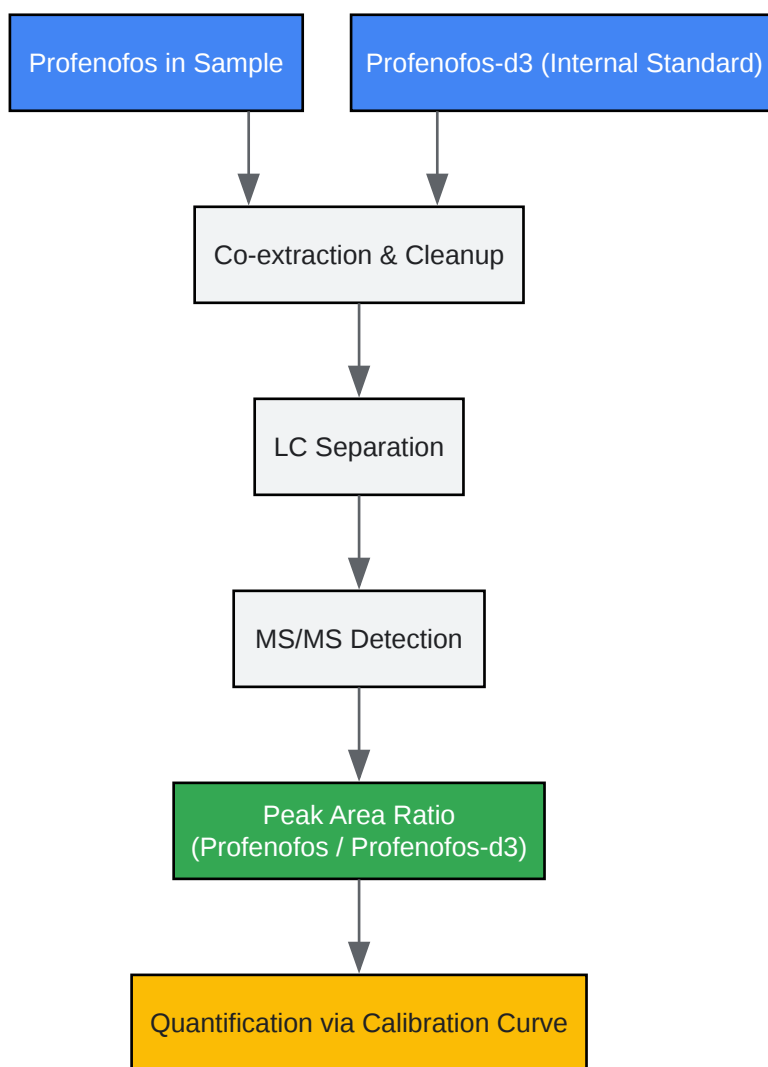 Profenofos in Sample
Profenofos-d3 (Internal Standard)
Co-extraction & Cleanup
LC Separation
MS/MS Detection
Peak Area Ratio
(Profenofos / Profenofos-d3)
Quantification via Calibration Curve